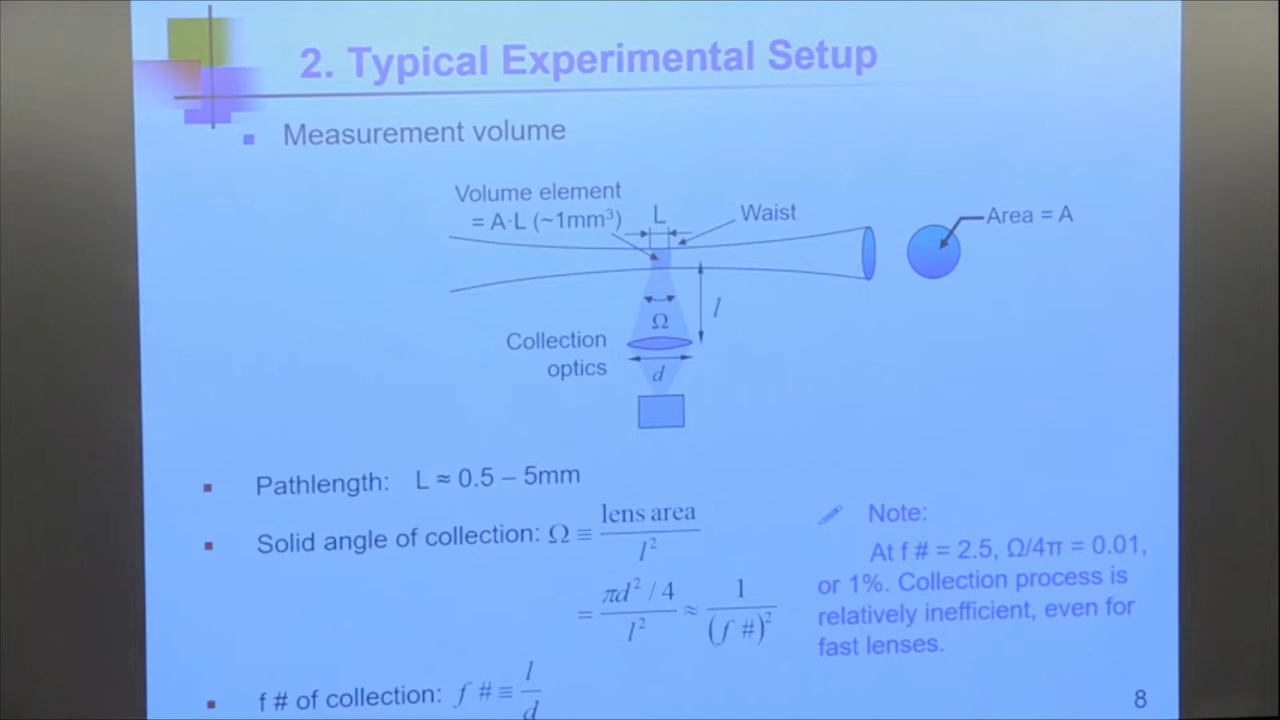 2. Typical Experimental Setup
Measurement volume
Volume element
= A·L (~1mm³)
L
Waist
Area = A
Ω
l
Collection
optics
d
Pathlength: L ≈ 0.5 – 5mm
Solid angle of collection: Ω ≡ lens area / l²
= πd² / 4 / l² ≈ 1 / (f #)²
f # of collection: f # ≡ l / d
Note:
At f # = 2.5, Ω/4π = 0.01,
or 1%. Collection process is
relatively inefficient, even for
fast lenses.
8